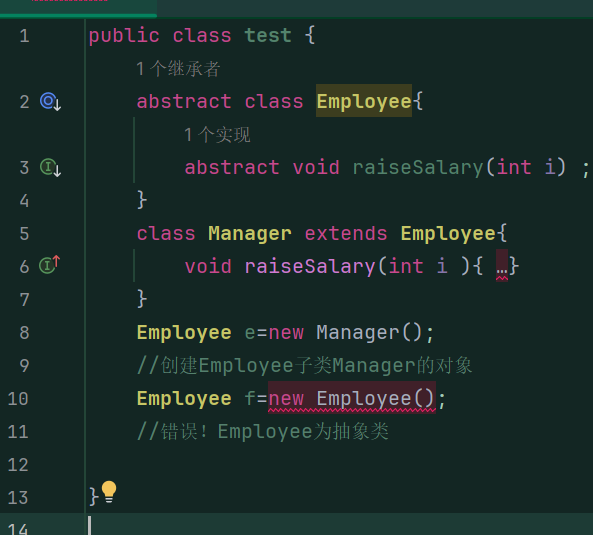 1 public class test {
1 个继承者
2 abstract class Employee{
1 个实现
3 abstract void raiseSalary(int i) ;
4 }
5 class Manager extends Employee{
6 void raiseSalary(int i ){ …}
7 }
8 Employee e=new Manager();
9 //创建Employee子类Manager的对象
10 Employee f=new Employee();
11 //错误！Employee为抽象类
12
13 }
14